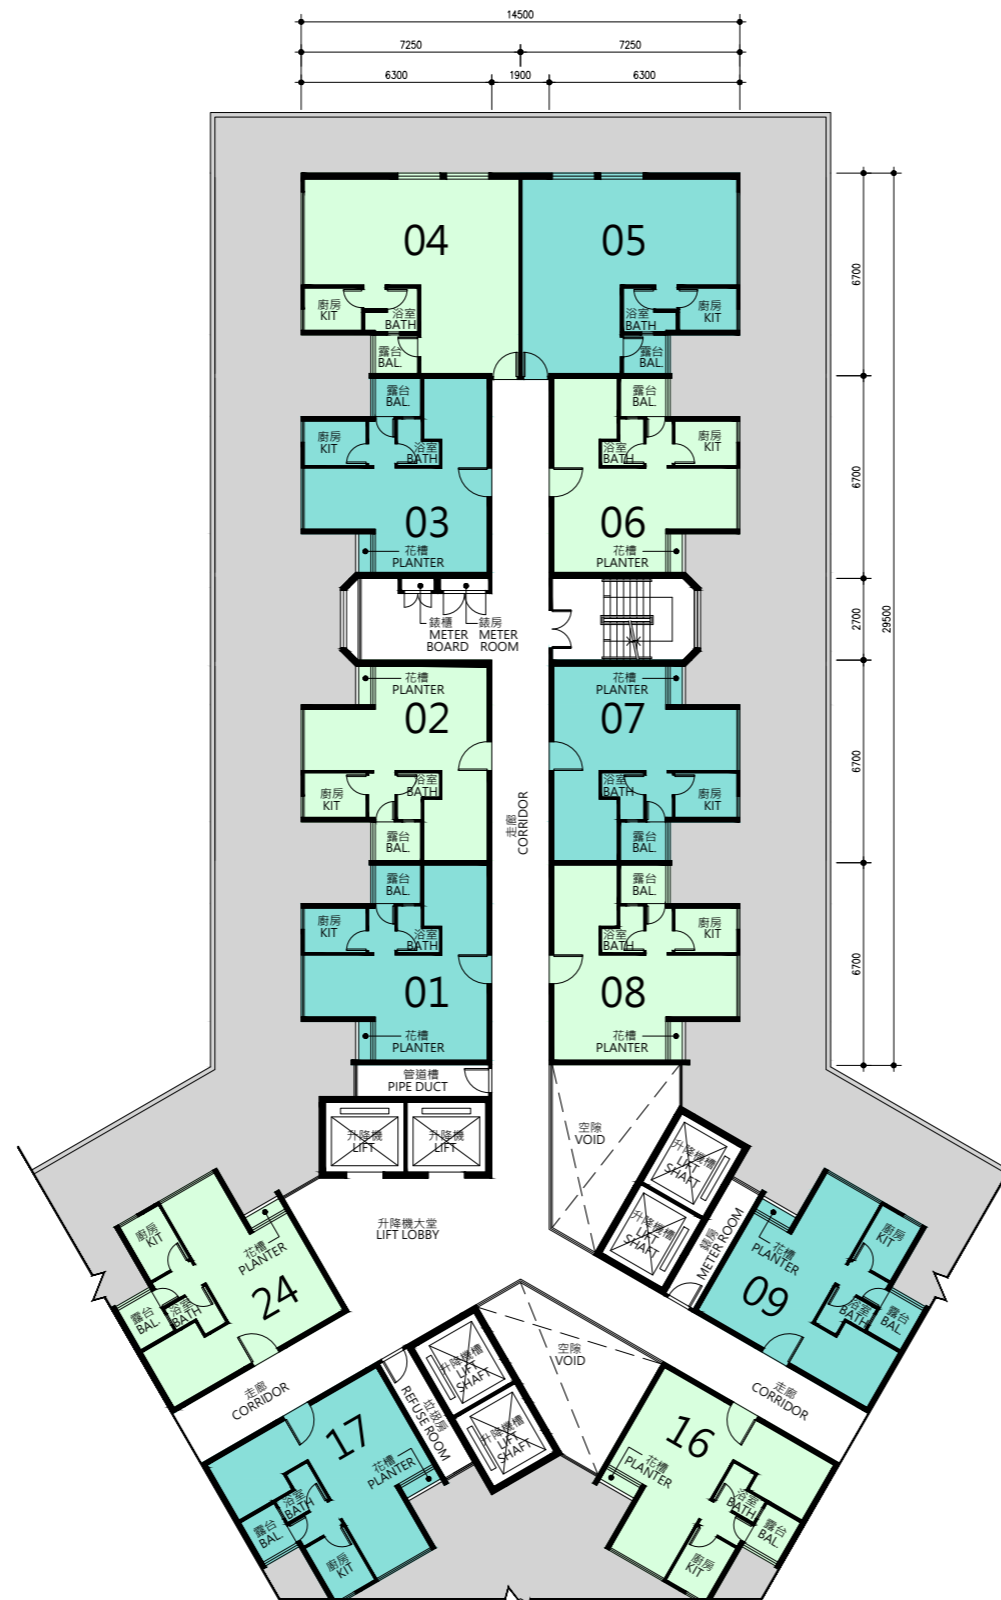 14500
7250
7250
6300
1900
6300
04
05
6700
廚房
KIT
浴室
BATH
露台
BAL.
浴室
BATH
廚房
KIT
露台
BAL.
露台
BAL.
廚房
KIT
浴室
BATH
03
花槽
PLANTER
露台
BAL.
浴室
BATH
廚房
KIT
06
花槽
PLANTER
6700
錶櫃
METER
BOARD
錶房
METER
ROOM
2700
29500
花槽
PLANTER
02
浴室
BATH
廚房
KIT
露台
BAL.
走廊
CORRIDOR
花槽
PLANTER
07
浴室
BATH
廚房
KIT
露台
BAL.
6700
露台
BAL.
廚房
KIT
浴室
BATH
01
花槽
PLANTER
露台
BAL.
浴室
BATH
廚房
KIT
08
花槽
PLANTER
6700
管道槽
PIPE DUCT
升降機
LIFT
升降機
LIFT
空隙
VOID
升降機槽
LIFT
SHAFT
升降機槽
LIFT
SHAFT
錶房
METER ROOM
升降機大堂
LIFT LOBBY
廚房
KIT
花槽
PLANTER
24
露台
BAL.
浴室
BATH
花槽
PLANTER
09
廚房
KIT
浴室
BATH
露台
BAL.
走廊
CORRIDOR
升降機槽
LIFT
SHAFT
升降機槽
LIFT
SHAFT
空隙
VOID
走廊
CORRIDOR
垃圾房
REFUSE ROOM
17
花槽
PLANTER
浴室
BATH
露台
BAL.
廚房
KIT
16
花槽
PLANTER
浴室
BATH
露台
BAL.
廚房
KIT